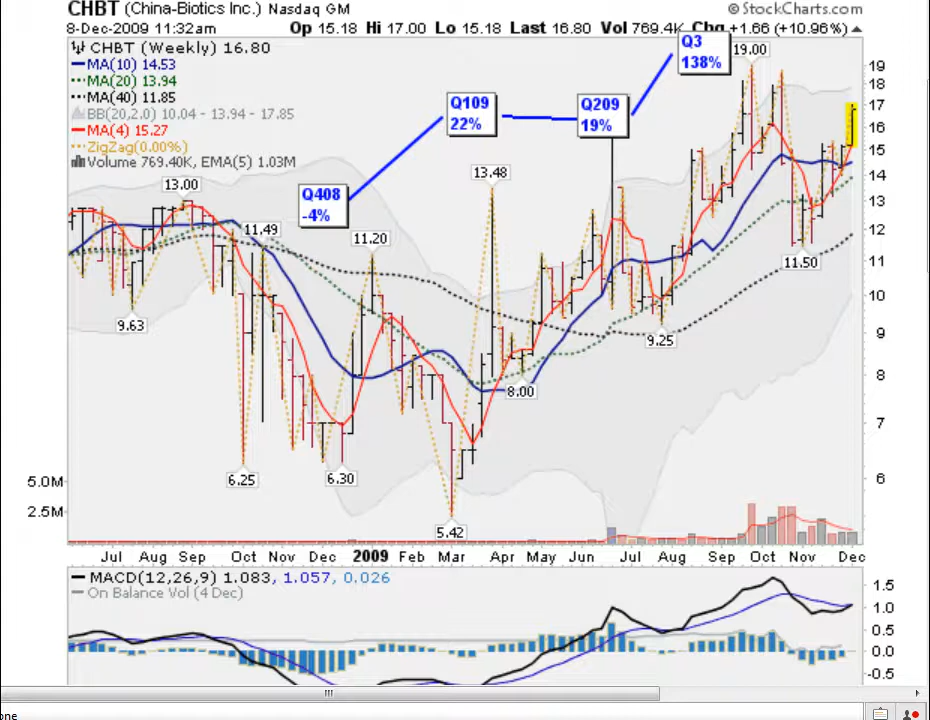 CHBT (China-Biotics Inc.) Nasdaq GM
© StockCharts.com
8-Dec-2009 11:32am
Op 15.18 Hi 17.00 Lo 15.18 Last 16.80 Vol 769.4K Chg +1.66 (+10.96%)
CHBT (Weekly) 16.80
MA(10) 14.53
MA(20) 13.94
MA(40) 11.85
BB(20,2.0) 10.04 - 13.94 - 17.85
MA(4) 15.27
ZigZag(0.00%)
Volume 769.40K, EMA(5) 1.03M
Q408
-4%
Q109
22%
Q209
19%
Q3
138%
19.00
13.48
13.00
11.49
11.20
9.63
11.50
9.25
8.00
6.25
6.30
5.42
19
18
17
16
15
14
13
12
11
10
9
8
7
6
5.0M
2.5M
Jul Aug Sep Oct Nov Dec 2009 Feb Mar Apr May Jun Jul Aug Sep Oct Nov Dec
MACD(12,26,9) 1.083, 1.057, 0.026
On Balance Vol (4 Dec)
1.5
1.0
0.5
0.0
-0.5
one